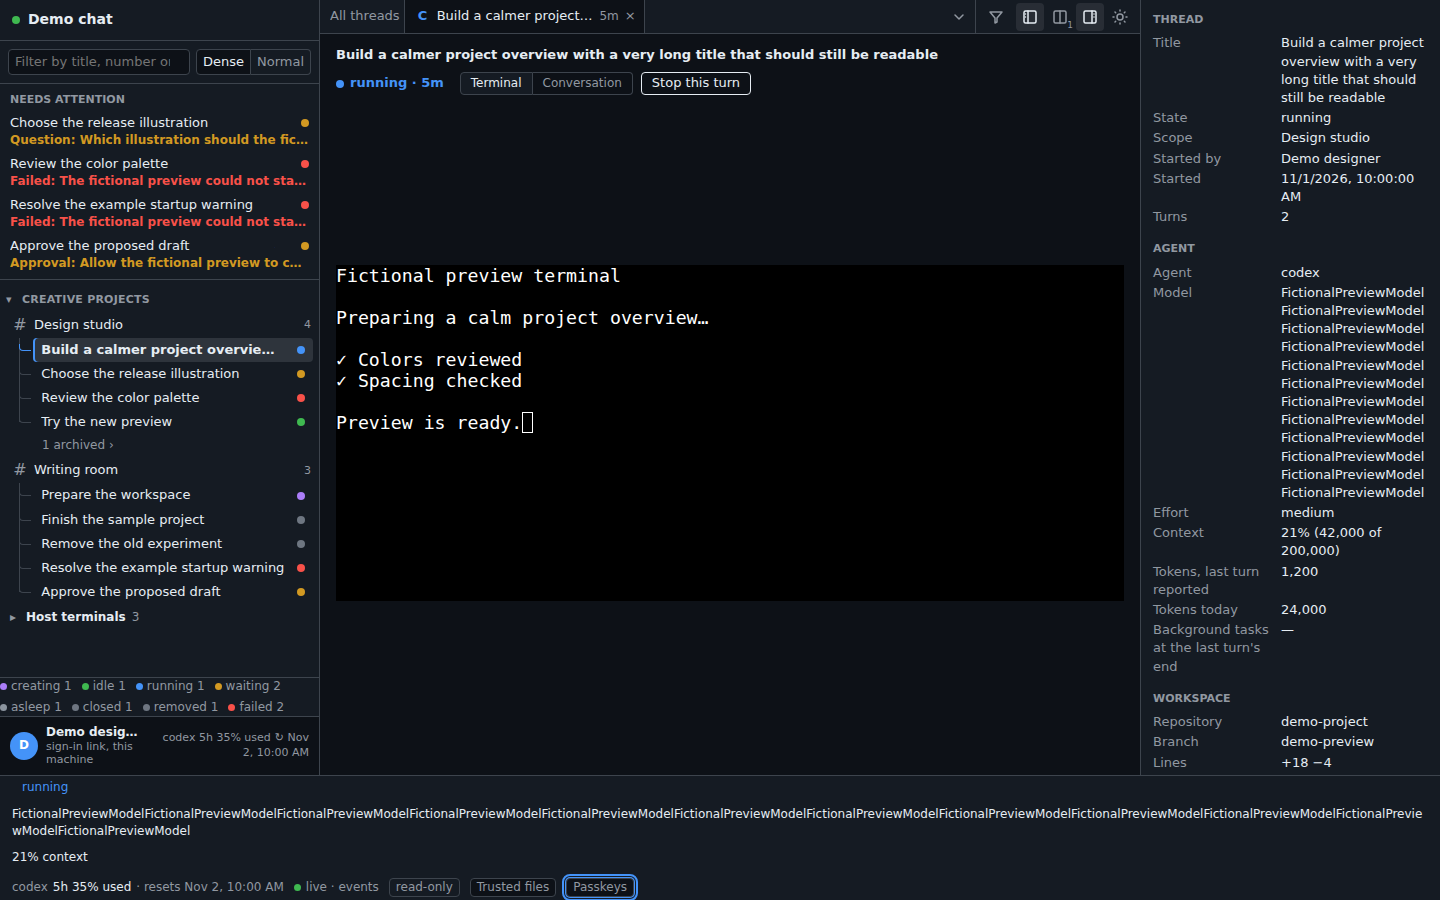 Demo chat
Filter by title, number or
Dense Normal
NEEDS ATTENTION
Choose the release illustration
Question: Which illustration should the fic…
Review the color palette
Failed: The fictional preview could not sta…
Resolve the example startup warning
Failed: The fictional preview could not sta…
Approve the proposed draft
Approval: Allow the fictional preview to c…
▾ CREATIVE PROJECTS
# Design studio 4
Build a calmer project overvie…
Choose the release illustration
Review the color palette
Try the new preview
1 archived ›
# Writing room 3
Prepare the workspace
Finish the sample project
Remove the old experiment
Resolve the example startup warning
Approve the proposed draft
▸ Host terminals 3
creating 1 idle 1 running 1 waiting 2
asleep 1 closed 1 removed 1 failed 2
D
Demo desig…
sign-in link, this
machine
codex 5h 35% used ↻ Nov
2, 10:00 AM
All threads C Build a calmer project… 5m ×
1
Build a calmer project overview with a very long title that should still be readable
running · 5m Terminal Conversation Stop this turn
Fictional preview terminal
Preparing a calm project overview…
✓ Colors reviewed
✓ Spacing checked
Preview is ready.
THREAD
Title Build a calmer project
overview with a very
long title that should
still be readable
State running
Scope Design studio
Started by Demo designer
Started 11/1/2026, 10:00:00
AM
Turns 2
AGENT
Agent codex
Model FictionalPreviewModel
FictionalPreviewModel
FictionalPreviewModel
FictionalPreviewModel
FictionalPreviewModel
FictionalPreviewModel
FictionalPreviewModel
FictionalPreviewModel
FictionalPreviewModel
FictionalPreviewModel
FictionalPreviewModel
FictionalPreviewModel
Effort medium
Context 21% (42,000 of
200,000)
Tokens, last turn 1,200
reported
Tokens today 24,000
Background tasks —
at the last turn's
end
WORKSPACE
Repository demo-project
Branch demo-preview
Lines +18 −4
running
FictionalPreviewModelFictionalPreviewModelFictionalPreviewModelFictionalPreviewModelFictionalPreviewModelFictionalPreviewModelFictionalPreviewModelFictionalPreviewModelFictionalPreviewModelFictionalPreviewModelFictionalPrevie
wModelFictionalPreviewModel
21% context
codex 5h 35% used · resets Nov 2, 10:00 AM live · events read-only Trusted files Passkeys